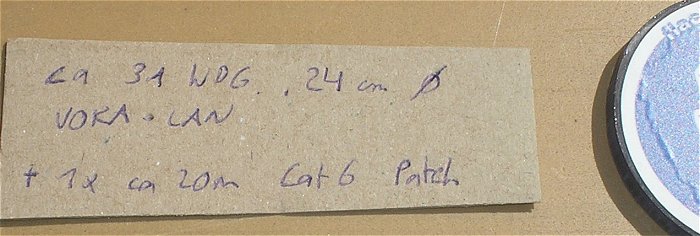 ca 31 WDG. . 24 cm Ø
VOKA - LAN
+ 1x ca 20m Cat 6 Patch